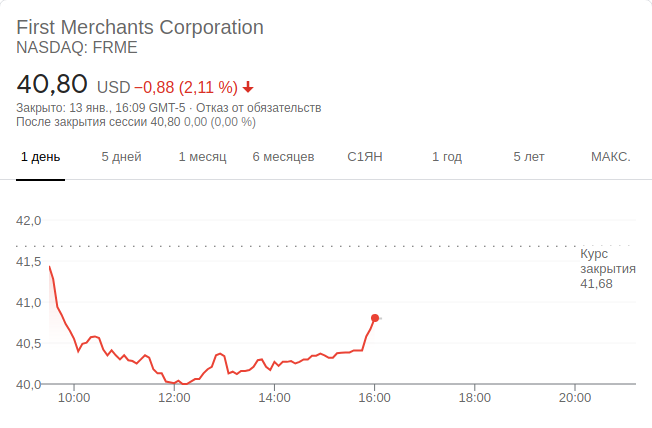 First Merchants Corporation
NASDAQ: FRME
40,80 USD −0,88 (2,11 %)
Закрыто: 13 янв., 16:09 GMT-5 · Отказ от обязательств
После закрытия сессии 40,80 0,00 (0,00 %)
1 день 5 дней 1 месяц 6 месяцев С1ЯН 1 год 5 лет МАКС.
42,0
Курс
41,5 закрытия
41,68
41,0
40,5
40,0
10:00 12:00 14:00 16:00 18:00 20:00